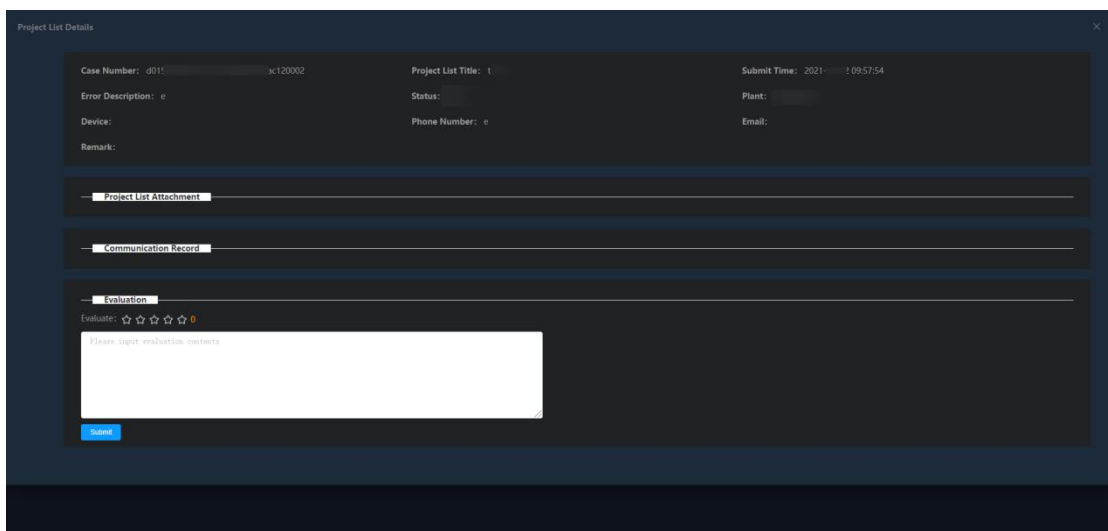 Project List Details
Case Number: d01 ac120002 Project List Title: t Submit Time: 2021- 09:57:54
Error Description: e Status: Plant:
Device: Phone Number: e Email:
Remark:
Project List Attachment
Communication Record
Evaluation
Evaluate: 0
Please input evaluation contents
Submit